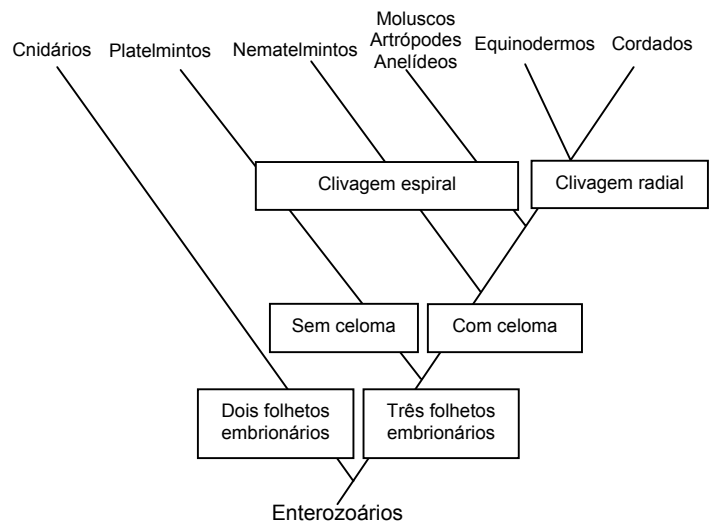 Moluscos
Artrópodes
Anelídeos
Cnidários
Platelmintos
Nematelmintos
Equinodermos
Cordados
Clivagem espiral
Clivagem radial
Sem celoma
Com celoma
Dois folhetos
embrionários
Três folhetos
embrionários
Enterozoários